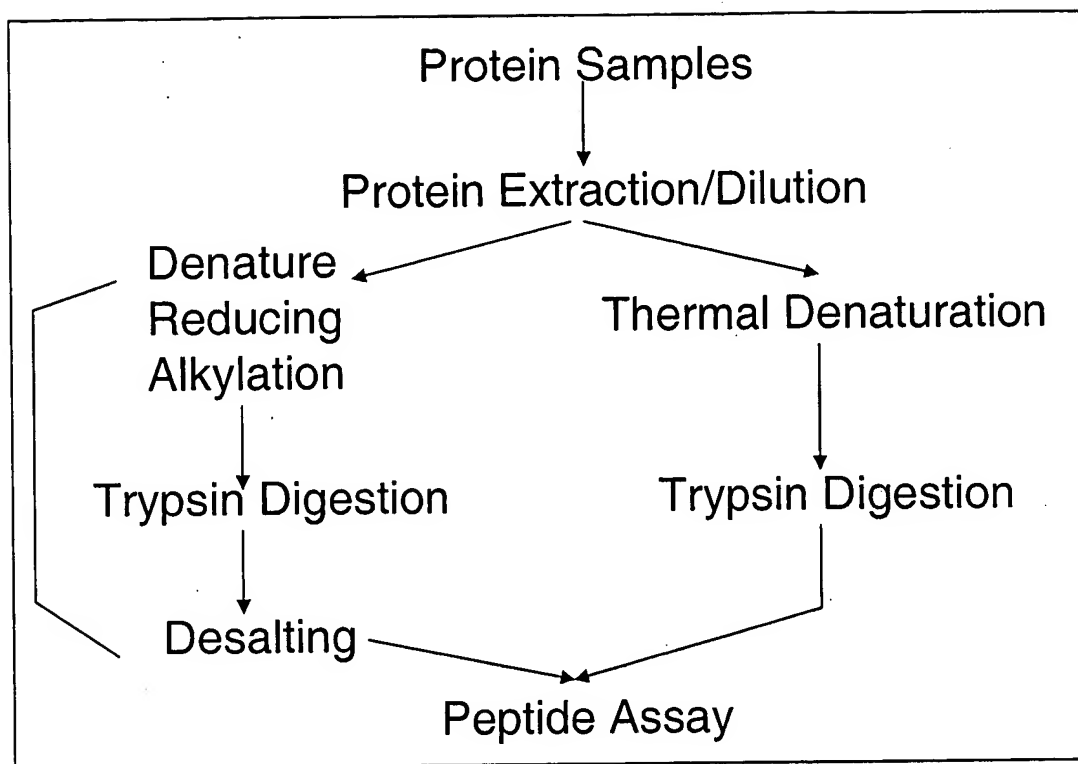 Protein Samples
Protein Extraction/Dilution
Denature
Reducing
Alkylation
Thermal Denaturation
Trypsin Digestion
Trypsin Digestion
Desalting
Peptide Assay